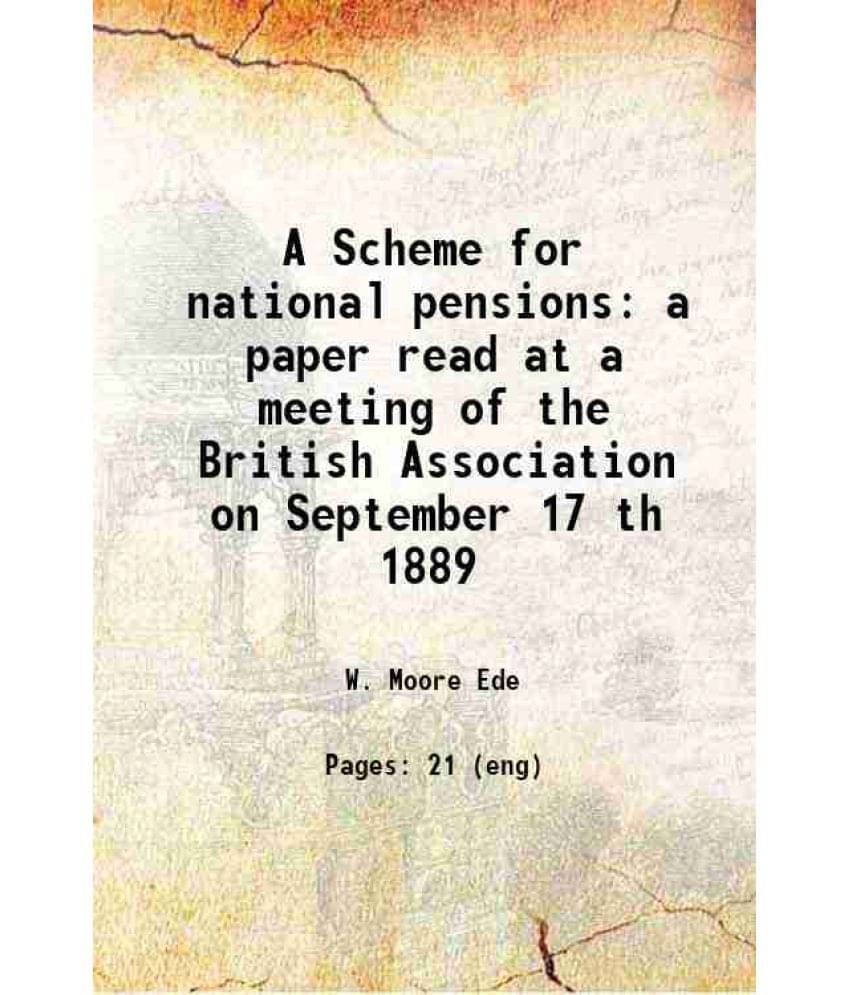 A Scheme for
national pensions: a
paper read at a
meeting of the
British Association
on September 17 th
1889
W. Moore Ede
Pages: 21 (eng)